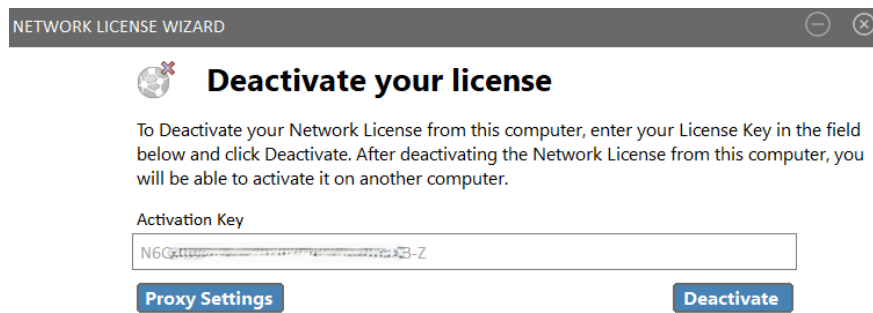 NETWORK LICENSE WIZARD
Deactivate your license
To Deactivate your Network License from this computer, enter your License Key in the field
below and click Deactivate. After deactivating the Network License from this computer, you
will be able to activate it on another computer.
Activation Key
Proxy Settings
Deactivate